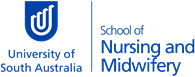 University of
South Australia
School of
Nursing and
Midwifery